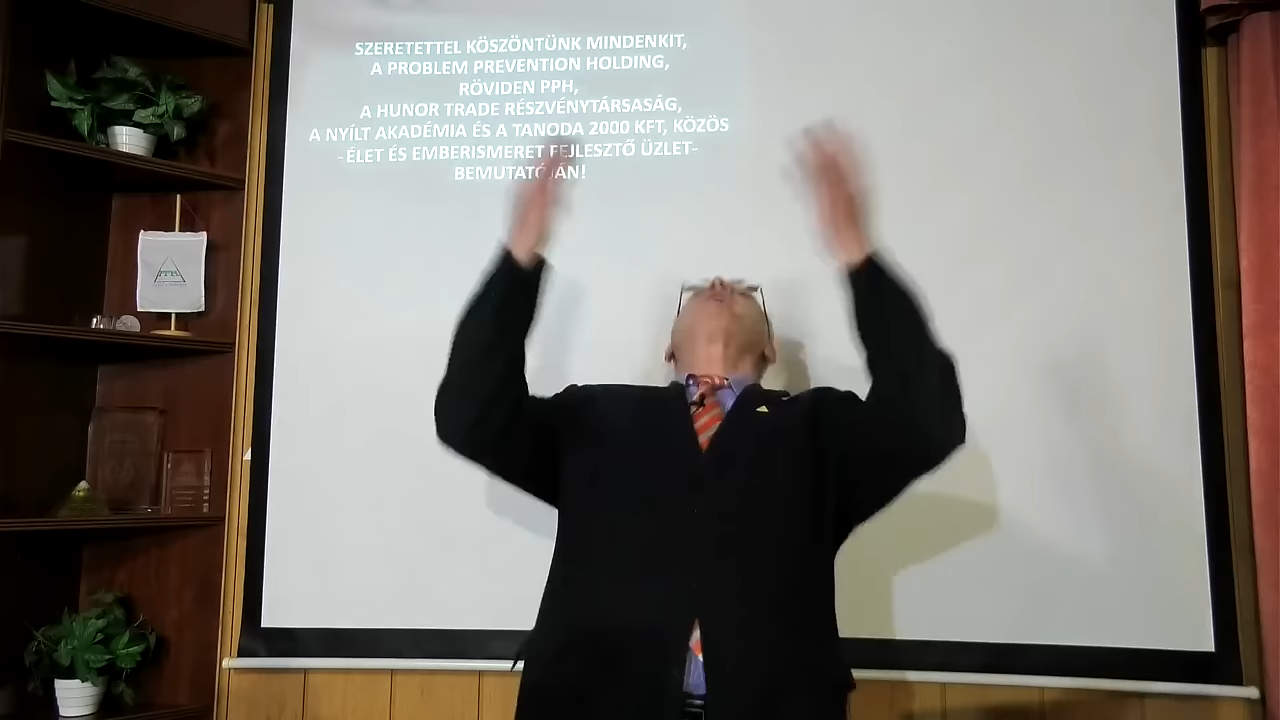 SZERETETTEL KÖSZÖNTÜNK MINDENKIT,
A PROBLEM PREVENTION HOLDING,
RÖVIDEN PPH,
A HUNOR TRADE RÉSZVÉNYTÁRSASÁG,
A NYÍLT AKADÉMIA ÉS A TANODA 2000 KFT, KÖZÖS
-ÉLET ÉS EMBERISMERET FEJLESZTŐ ÜZLET-
BEMUTATÓJÁN!